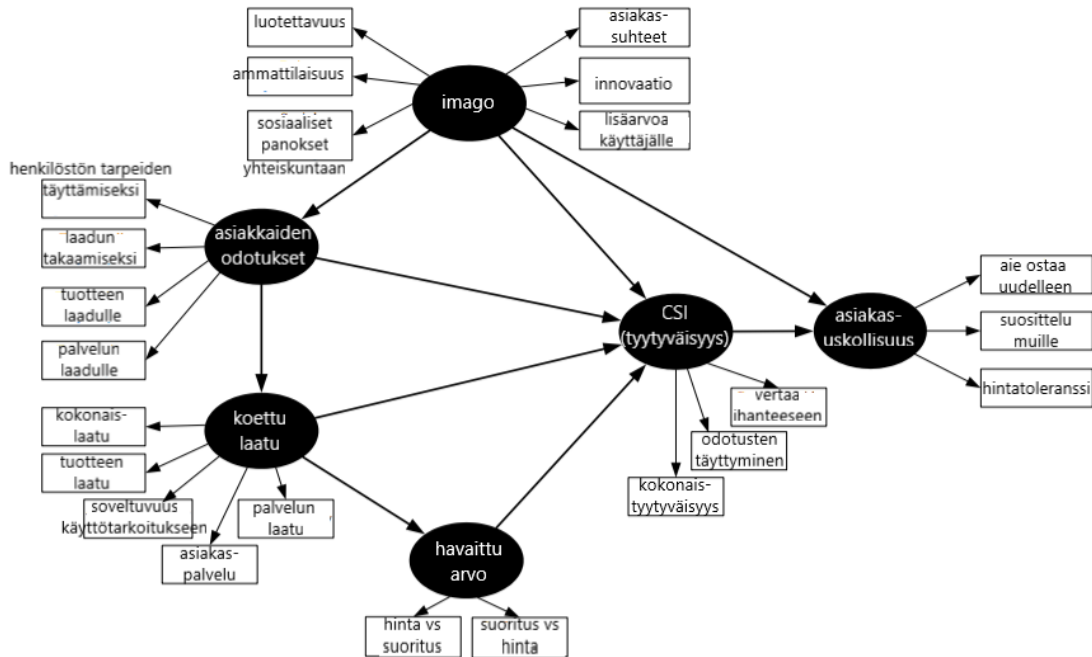 luotettavuus
asiakas-
suhteet
ammattilaisuus
imago
innovaatio
sosiaaliset
panokset
yhteiskuntaan
lisäarvoa
käyttäjälle
henkilöstön tarpeiden
täyttämiseksi
laadun
takaamiseksi
asiakkaiden
odotukset
tuotteen
laadulle
palvelun
laadulle
aie ostaa
uudelleen
CSI
(tyytyväisyys)
asiakas-
uskollisuus
suosittelu
muille
hintatoleranssi
vertaa
ihanteeseen
odotusten
täyttyminen
kokonais-
tyytyväisyys
kokonais-
laatu
koettu
laatu
tuotteen
laatu
soveltuvuus
käyttötarkoitukseen
palvelun
laatu
asiakas-
palvelu
havaittu
arvo
hinta vs
suoritus
suoritus vs
hinta